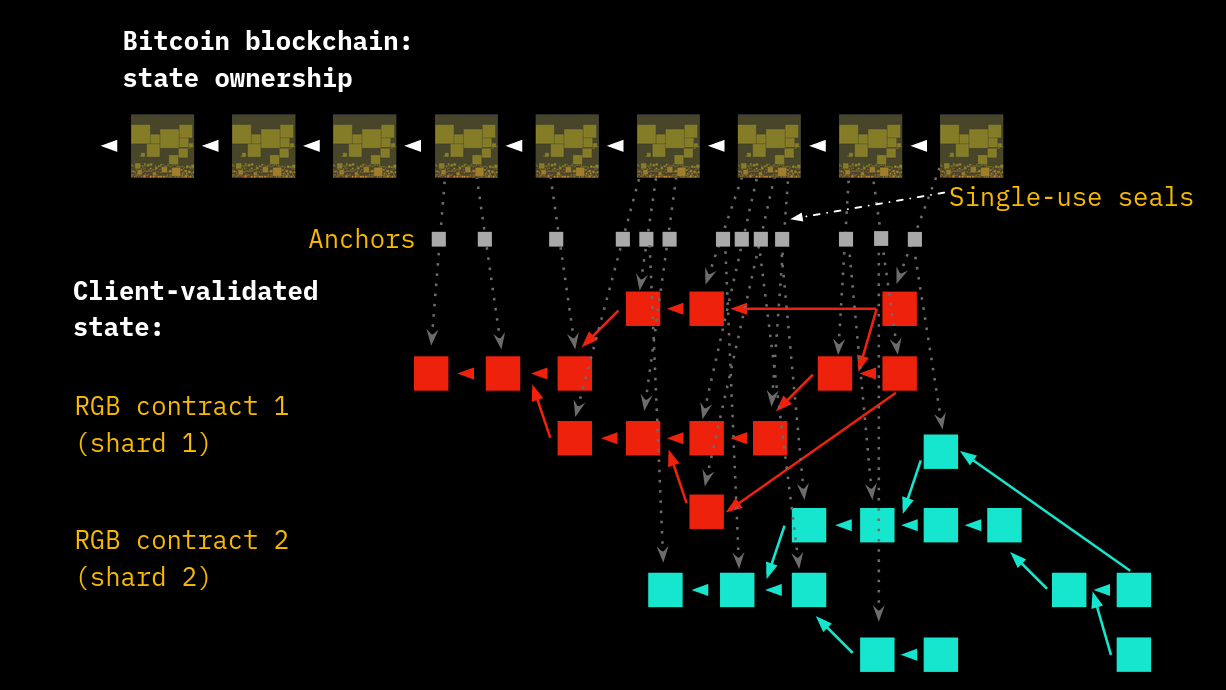 Bitcoin blockchain:
state ownership
Single-use seals
Anchors
Client-validated
state:
RGB contract 1
(shard 1)
RGB contract 2
(shard 2)